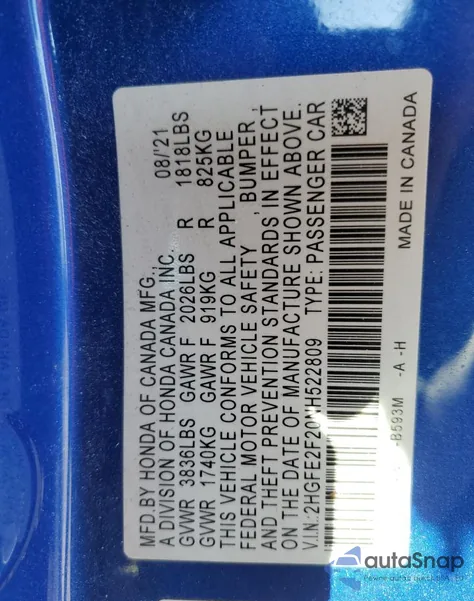 MFD BY HONDA OF CANADA MFG., 08/'21
A DIVISION OF HONDA CANADA INC.
GVWR 3836LBS GAWR F 2026LBS R 1818LBS
GVWR 1740KG GAWR F 919KG R 825KG
THIS VEHICLE CONFORMS TO ALL APPLICABLE
FEDERAL MOTOR VEHICLE SAFETY , BUMPER ,
AND THEFT PREVENTION STANDARDS IN EFFECT
ON THE DATE OF MANUFACTURE SHOWN ABOVE.
V.I.N.:2HGFE2F20NH522809 TYPE: PASSENGER CAR
-B593M -A -H
MADE IN CANADA
autoSnap